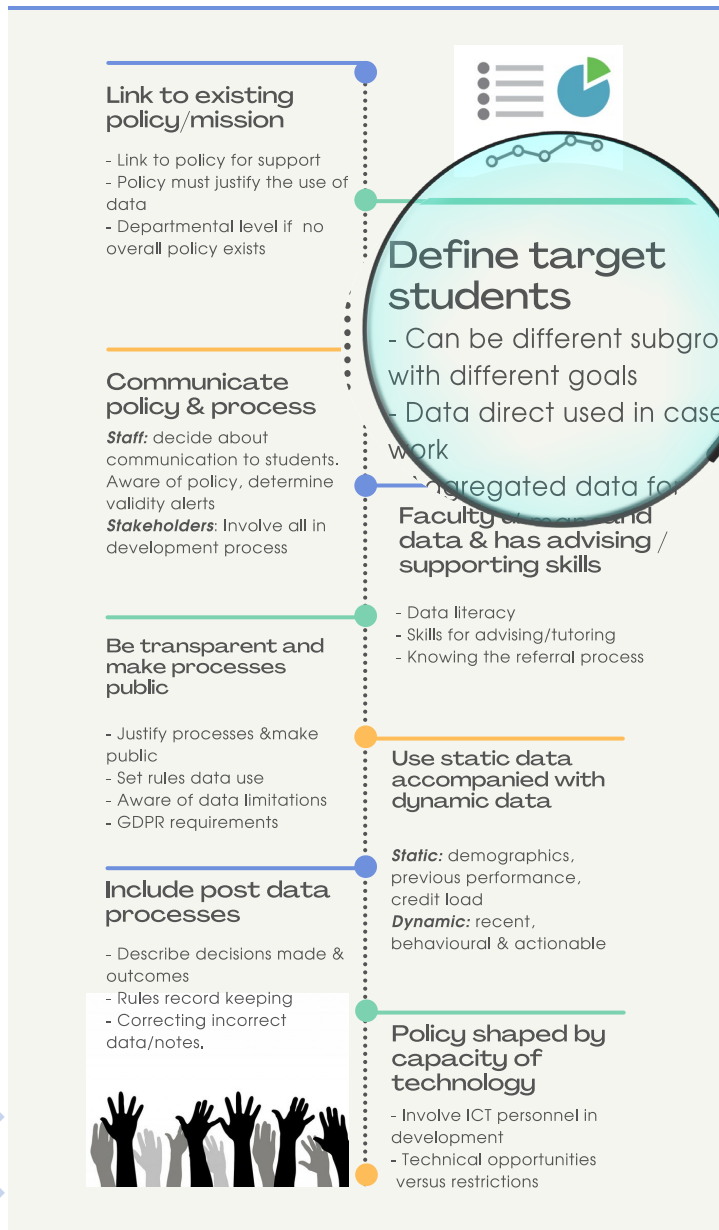 Link to existing
policy/mission
- Link to policy for support
- Policy must justify the use of
data
- Departmental level if no
overall policy exists
Define target
students
- Can be different subgro
with different goals
- Data direct used in case
work
Communicate
policy & process
Staff: decide about
communication to students.
Aware of policy, determine
validity alerts
Stakeholders: Involve all in
development process
data for
Faculty
data & has advising /
supporting skills
- Data literacy
- Skills for advising/tutoring
- Knowing the referral process
Be transparent and
make processes
public
- Justify processes &make
public
- Set rules data use
- Aware of data limitations
- GDPR requirements
Use static data
accompanied with
dynamic data
Static: demographics,
previous performance,
credit load
Dynamic: recent,
behavioural & actionable
Include post data
processes
- Describe decisions made &
outcomes
- Rules record keeping
- Correcting incorrect
data/notes.
Policy shaped by
capacity of
technology
- Involve ICT personnel in
development
- Technical opportunities
versus restrictions